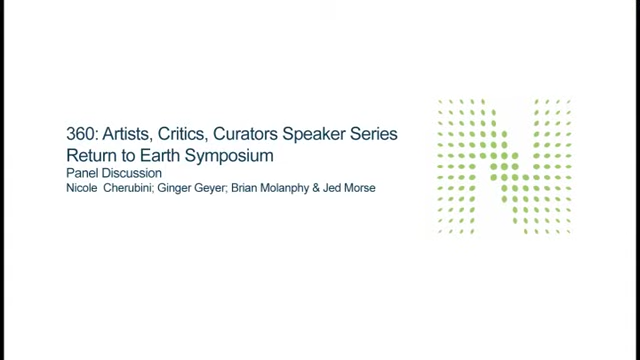 360: Artists, Critics, Curators Speaker Series
Return to Earth Symposium
Panel Discussion
Nicole Cherubini; Ginger Geyer; Brian Molanphy & Jed Morse